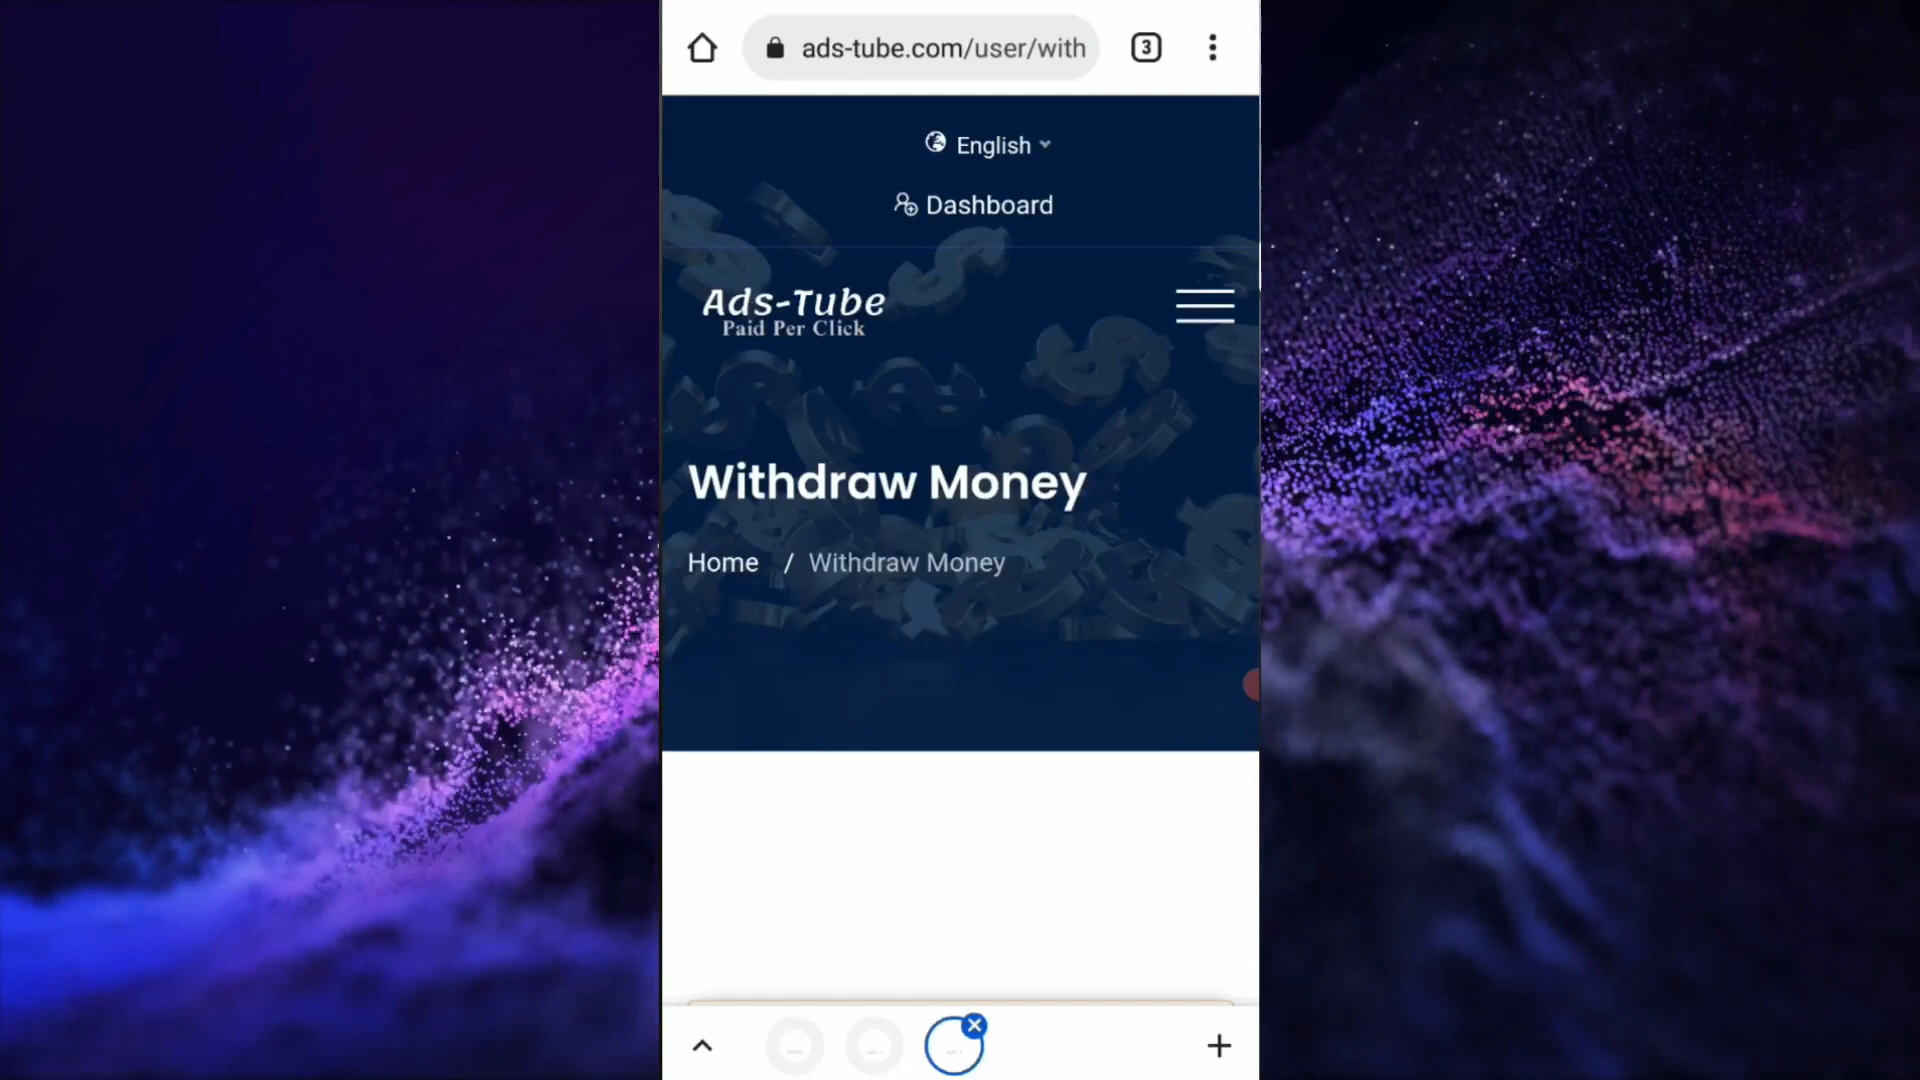 ads-tube.com/user/with
3
English
Dashboard
Ads-Tube
Paid Per Click
Withdraw Money
Home / Withdraw Money